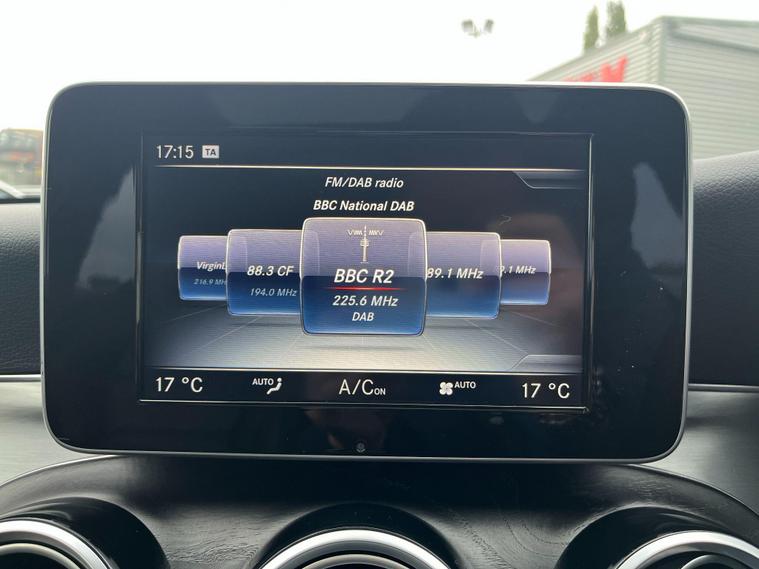 17:15 TA
FM/DAB radio
BBC National DAB
88.3 CF
194.0 MHz
BBC R2
225.6 MHz
DAB
89.1 MHz
17 °C AUTO A/C ON AUTO 17 °C